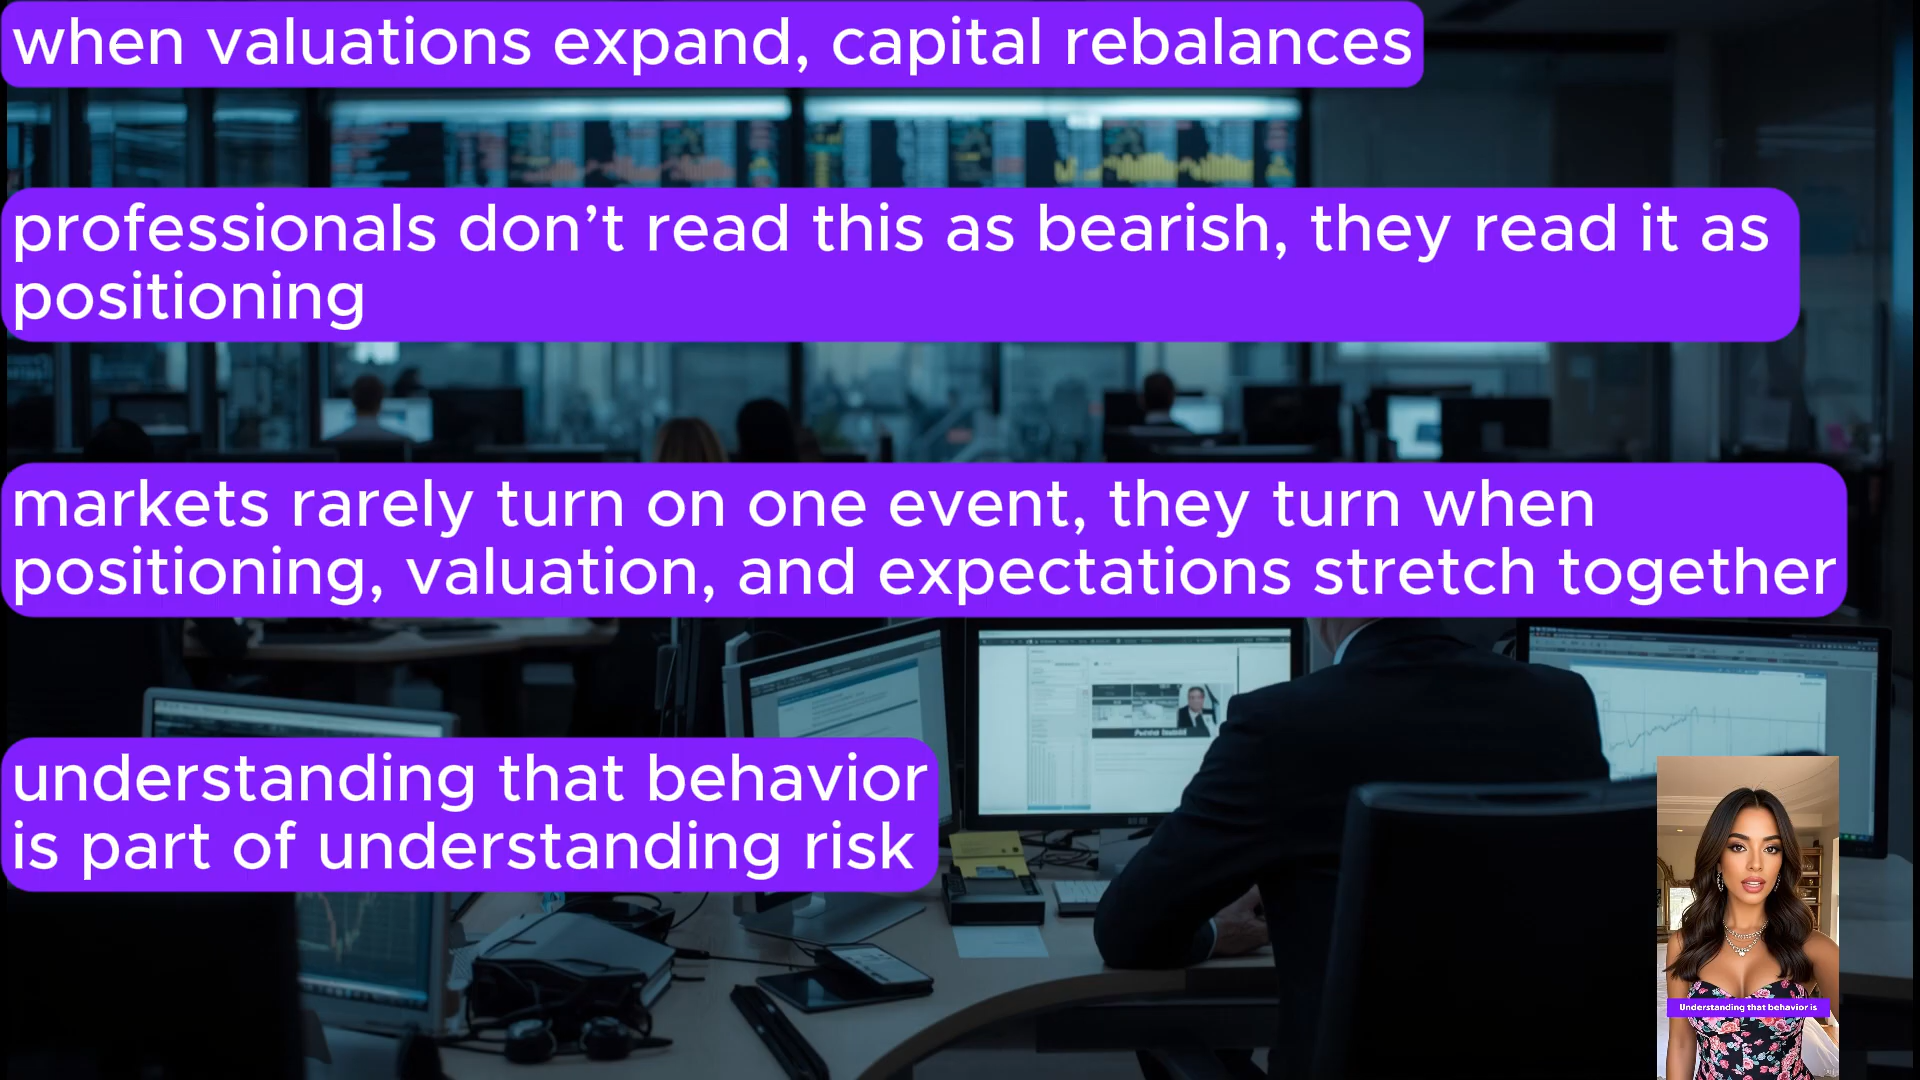 when valuations expand, capital rebalances
professionals don’t read this as bearish, they read it as
positioning
markets rarely turn on one event, they turn when
positioning, valuation, and expectations stretch together
understanding that behavior
is part of understanding risk
Understanding that behavior is